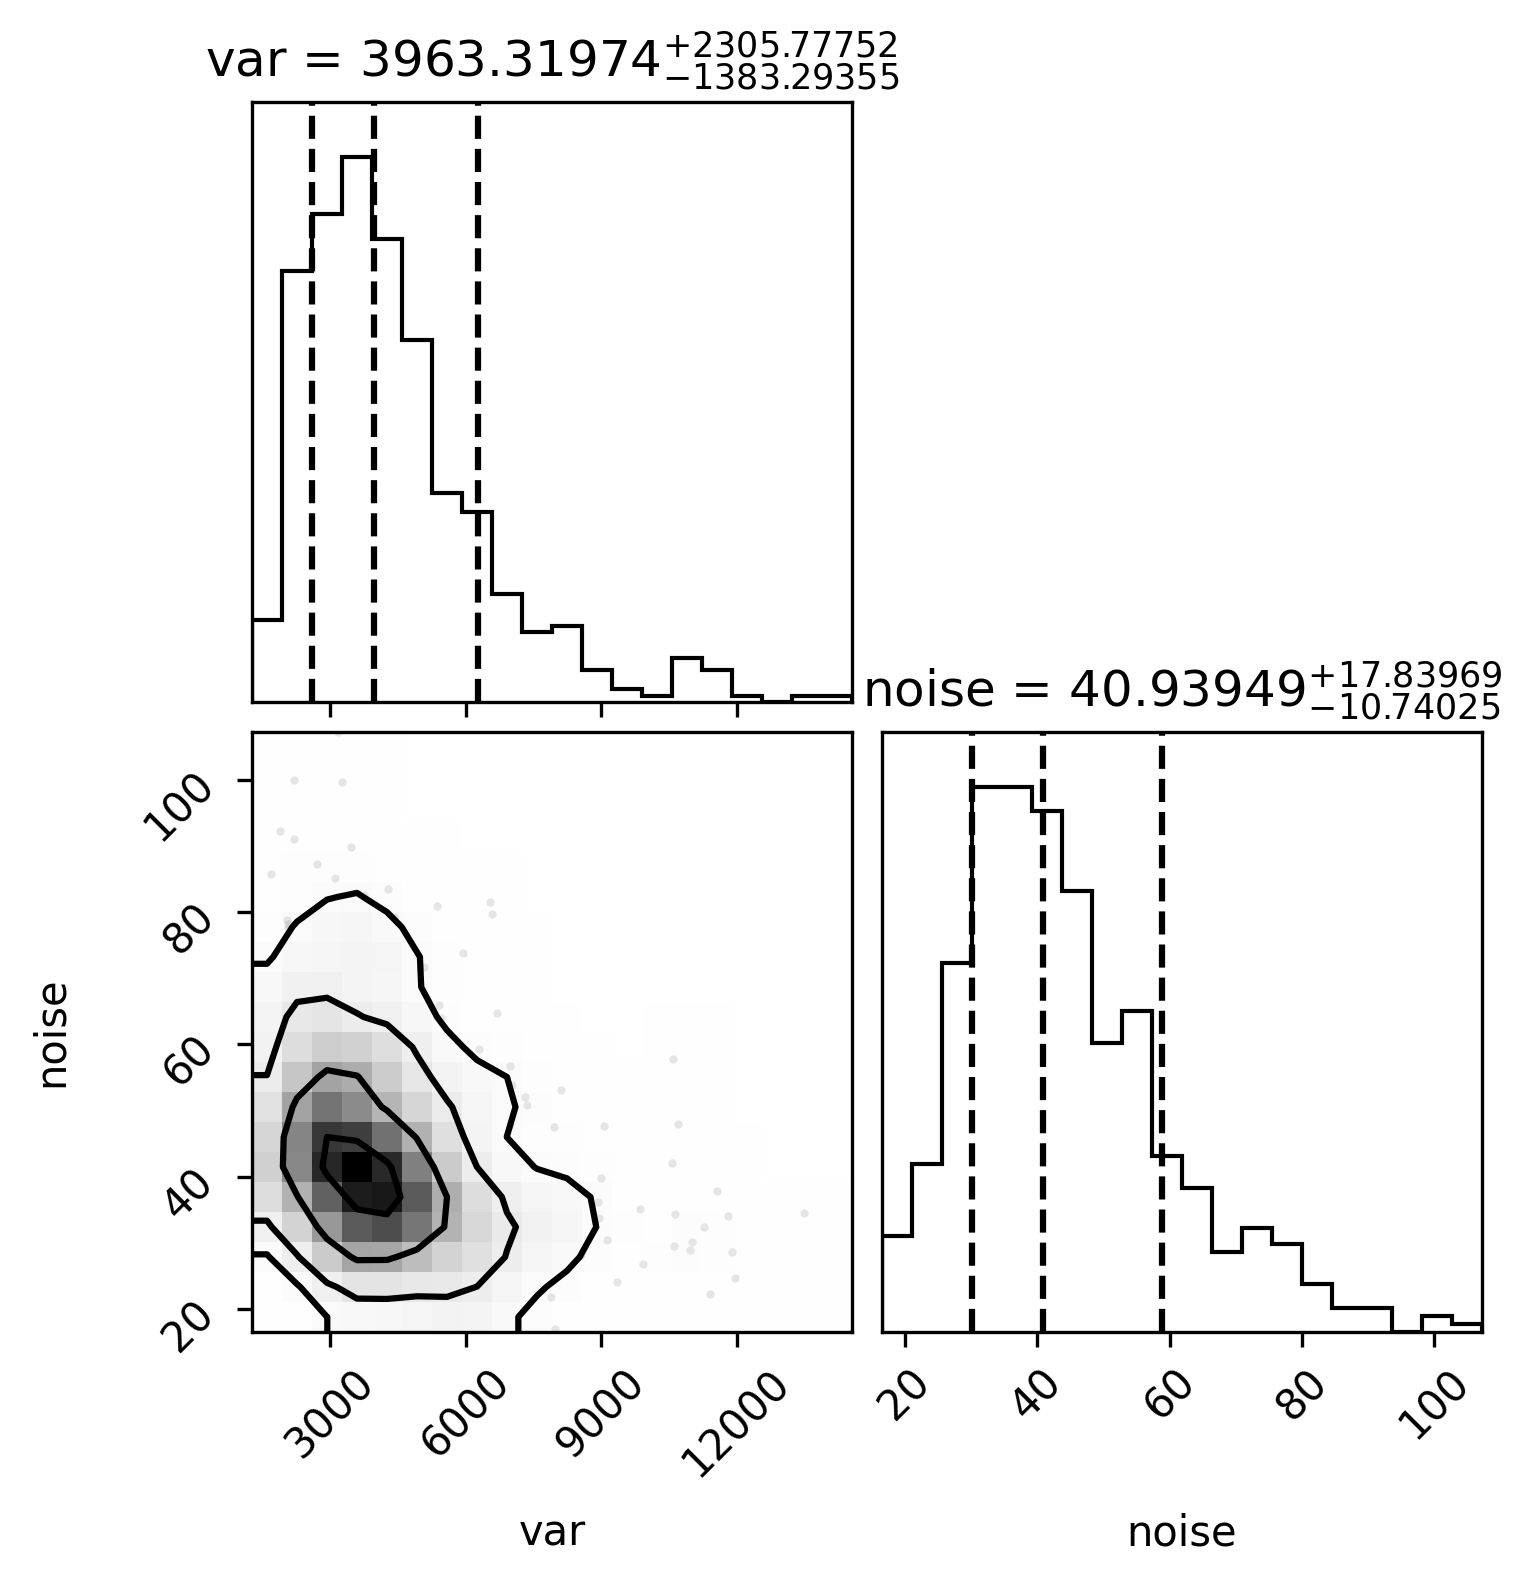 var = 3963.31974 +2305.77752 −1383.29355
noise = 40.93949 +17.83969 −10.74025
100
80
60
40
20
noise
3000 6000 9000 12000
20 40 60 80 100
var
noise